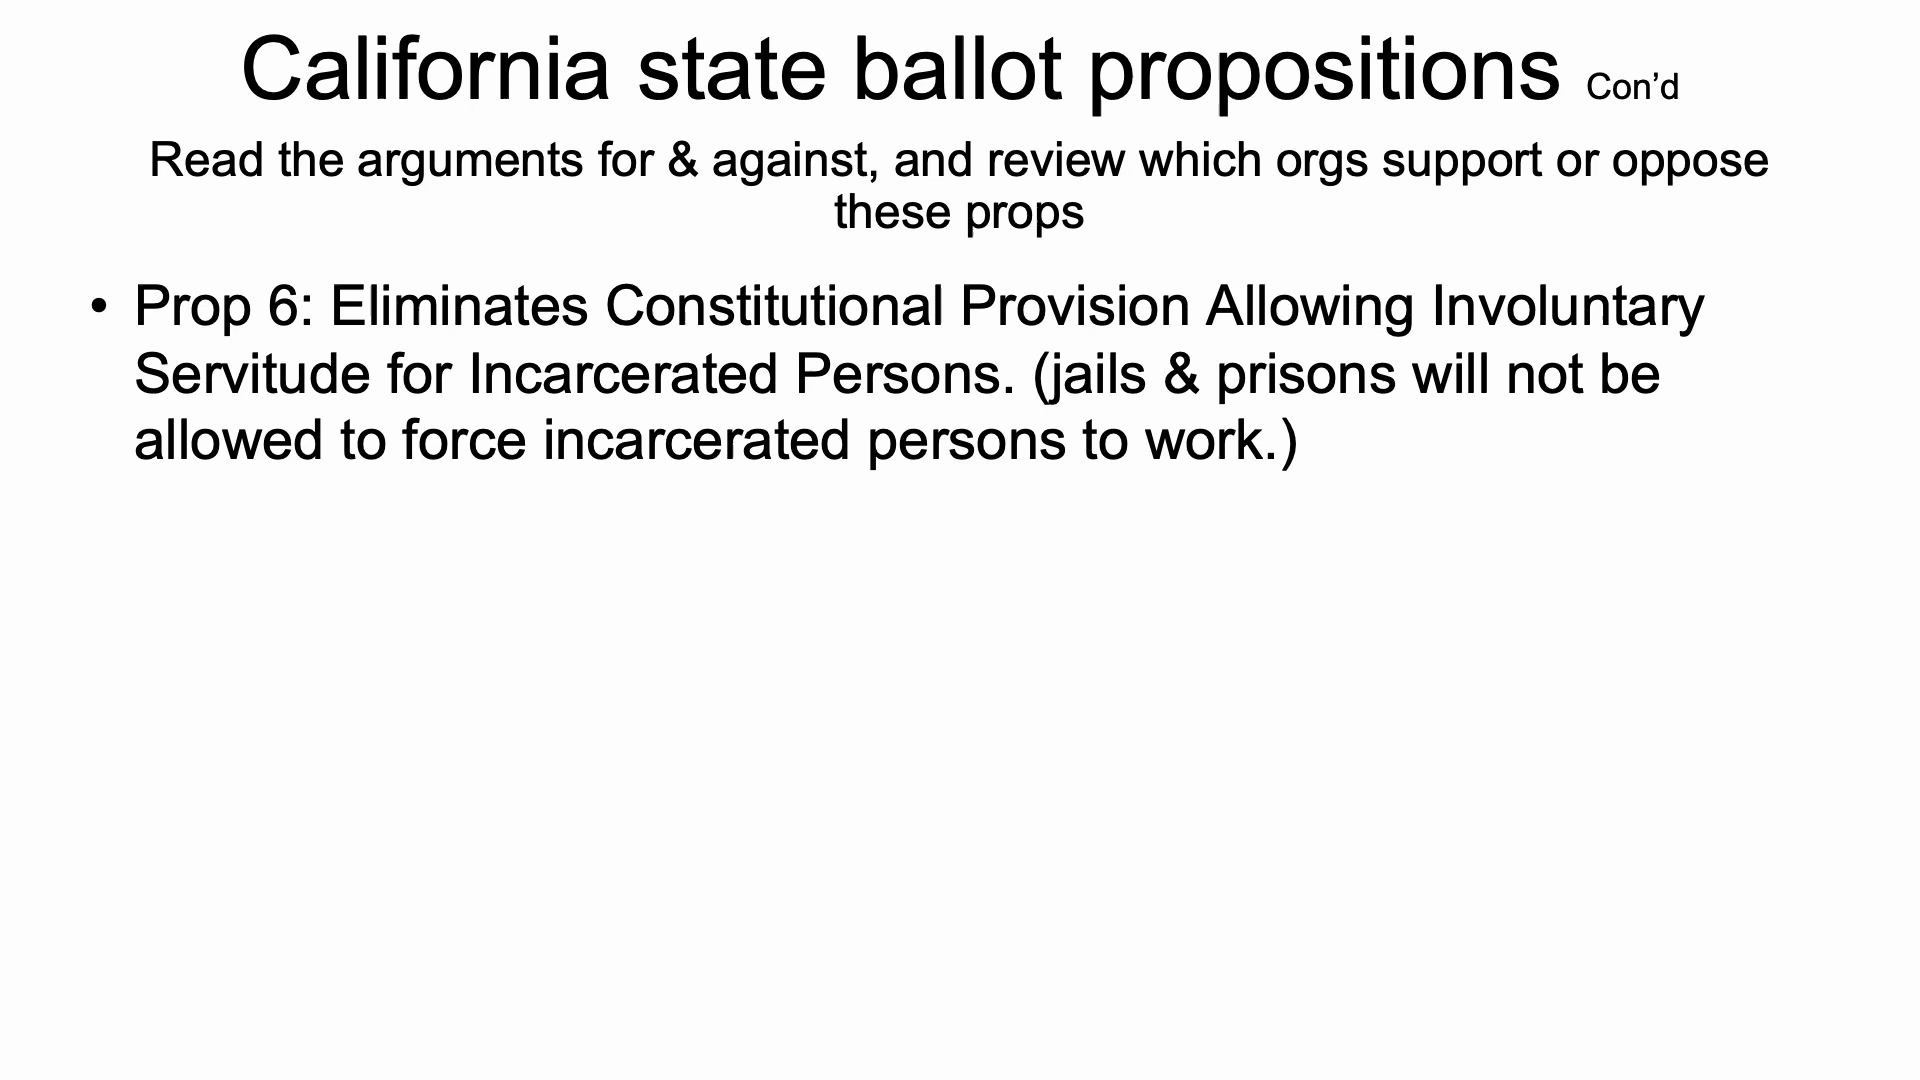 California state ballot propositions Con’d
Read the arguments for & against, and review which orgs support or oppose
these props
• Prop 6: Eliminates Constitutional Provision Allowing Involuntary
Servitude for Incarcerated Persons. (jails & prisons will not be
allowed to force incarcerated persons to work.)